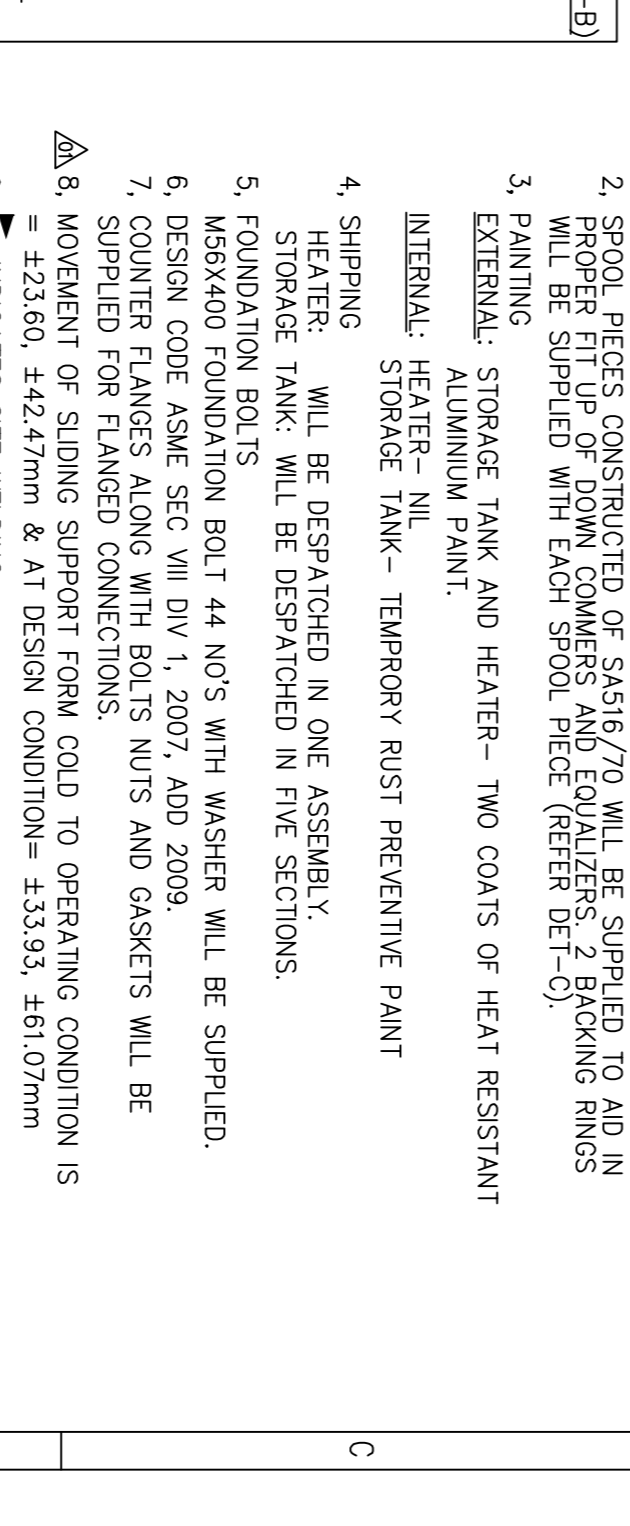 -B)
2, SPOOL PIECES CONSTRUCTED OF SA516/70 WILL BE SUPPLIED TO AID IN
PROPER FIT UP OF DOWN COMMERS AND EQUALIZERS. 2 BACKING RINGS
WILL BE SUPPLIED WITH EACH SPOOL PIECE (REFER DET-C).
3, PAINTING
EXTERNAL: STORAGE TANK AND HEATER- TWO COATS OF HEAT RESISTANT
ALUMINIUM PAINT.
INTERNAL: HEATER- NIL
STORAGE TANK- TEMPRORY RUST PREVENTIVE PAINT
4, SHIPPING
HEATER: WILL BE DESPATCHED IN ONE ASSEMBLY.
STORAGE TANK: WILL BE DESPATCHED IN FIVE SECTIONS.
5, FOUNDATION BOLTS
M56X400 FOUNDATION BOLT 44 NO'S WITH WASHER WILL BE SUPPLIED.
6, DESIGN CODE ASME SEC VIII DIV 1, 2007, ADD 2009.
7, COUNTER FLANGES ALONG WITH BOLTS NUTS AND GASKETS WILL BE
SUPPLIED FOR FLANGED CONNECTIONS.
01 8, MOVEMENT OF SLIDING SUPPORT FORM COLD TO OPERATING CONDITION IS
= ±23.60, ±42.47mm & AT DESIGN CONDITION= ±33.93, ±61.07mm
C